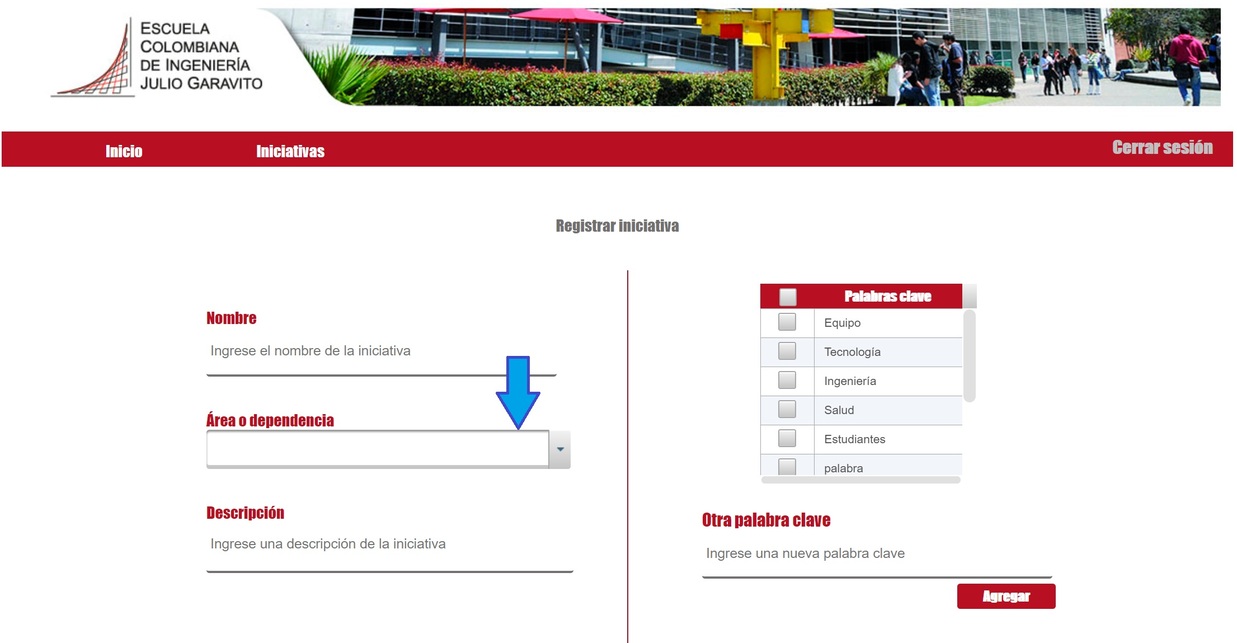 ESCUELA
COLOMBIANA
DE INGENIERÍA
JULIO GARAVITO
Inicio
Iniciativas
Cerrar sesión
Registrar iniciativa
Nombre
Ingrese el nombre de la iniciativa
Área o dependencia
Descripción
Ingrese una descripción de la iniciativa
Palabras clave
Equipo
Tecnología
Ingeniería
Salud
Estudiantes
palabra
Otra palabra clave
Ingrese una nueva palabra clave
Agregar